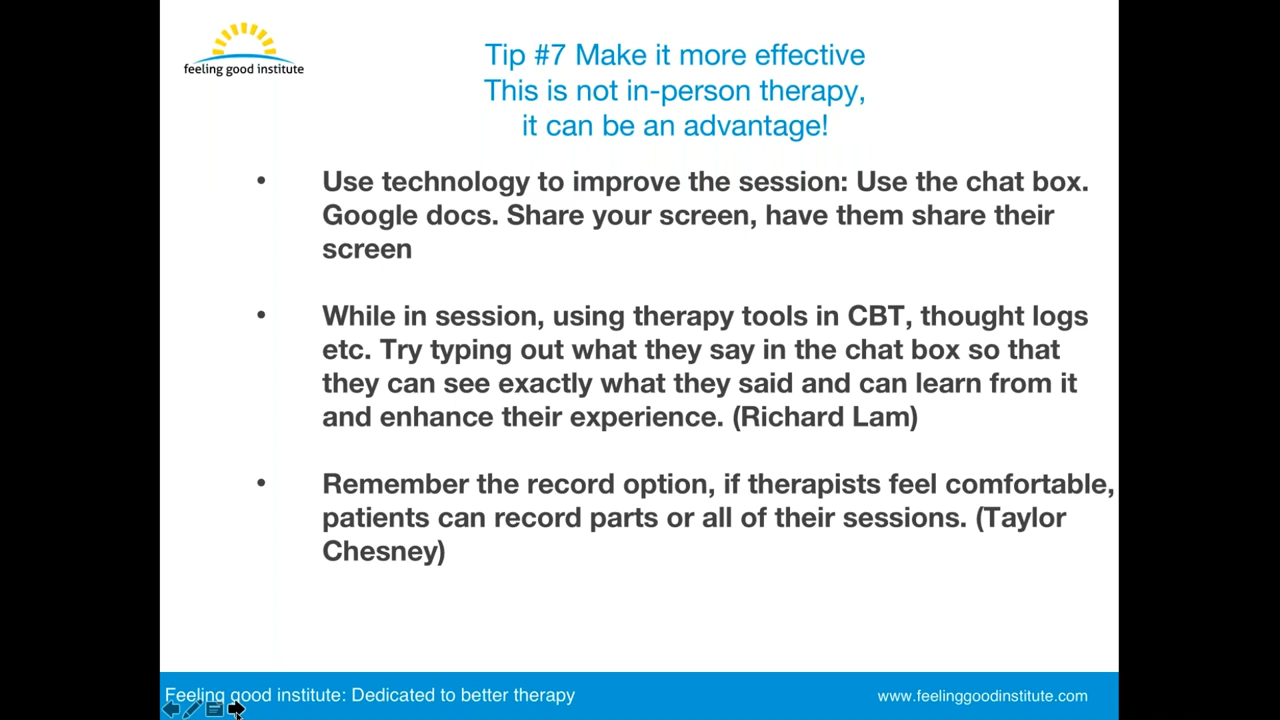 feeling good institute
Tip #7 Make it more effective
This is not in-person therapy,
it can be an advantage!
• Use technology to improve the session: Use the chat box.
Google docs. Share your screen, have them share their
screen
• While in session, using therapy tools in CBT, thought logs
etc. Try typing out what they say in the chat box so that
they can see exactly what they said and can learn from it
and enhance their experience. (Richard Lam)
• Remember the record option, if therapists feel comfortable,
patients can record parts or all of their sessions. (Taylor
Chesney)
Feeling good institute: Dedicated to better therapy
www.feelinggoodinstitute.com